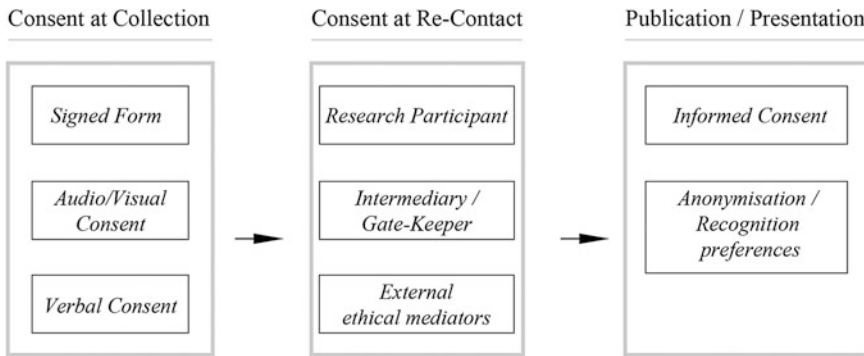 Consent at Collection
Signed Form
Audio/Visual
Consent
Verbal Consent
Consent at Re-Contact
Research Participant
Intermediary /
Gate-Keeper
External
ethical mediators
Publication / Presentation
Informed Consent
Anonymisation /
Recognition
preferences